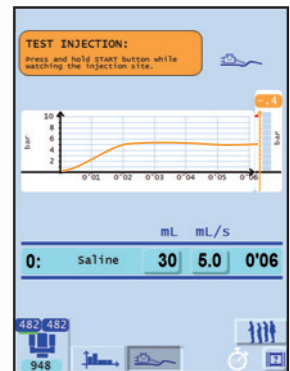 TEST INJECTION:
Press and hold START button while
watching the injection site.
-.4
bar
10
8
6
4
2
bar
0'01 0'02 0'03 0'04 0'05 0'06
mL mL/s
0: Saline 30 5.0 0'06
482 482
948
?